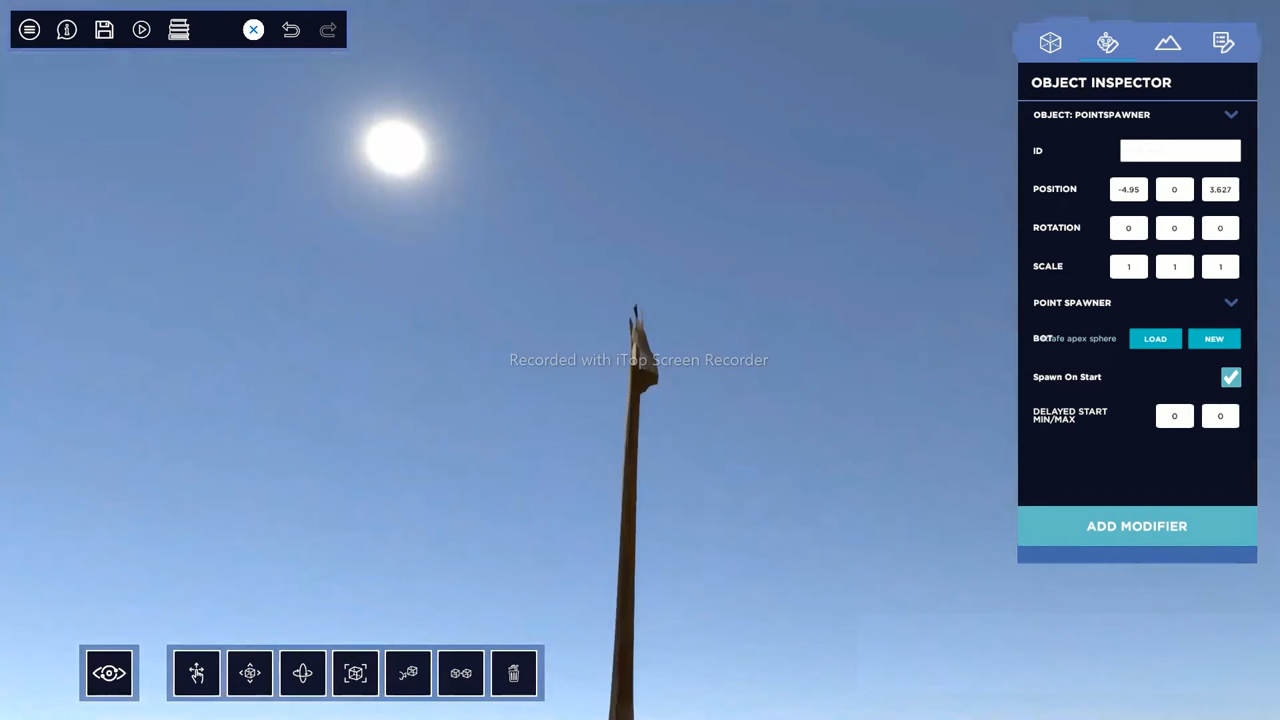 OBJECT INSPECTOR
OBJECT: POINTSPAWNER
ID
POSITION -4.95 0 3.627
ROTATION 0 0 0
SCALE 1 1 1
POINT SPAWNER
BOT apex sphere LOAD NEW
Spawn On Start
DELAYED START 0 0
MIN/MAX
ADD MODIFIER
Recorded with iTop Screen Recorder